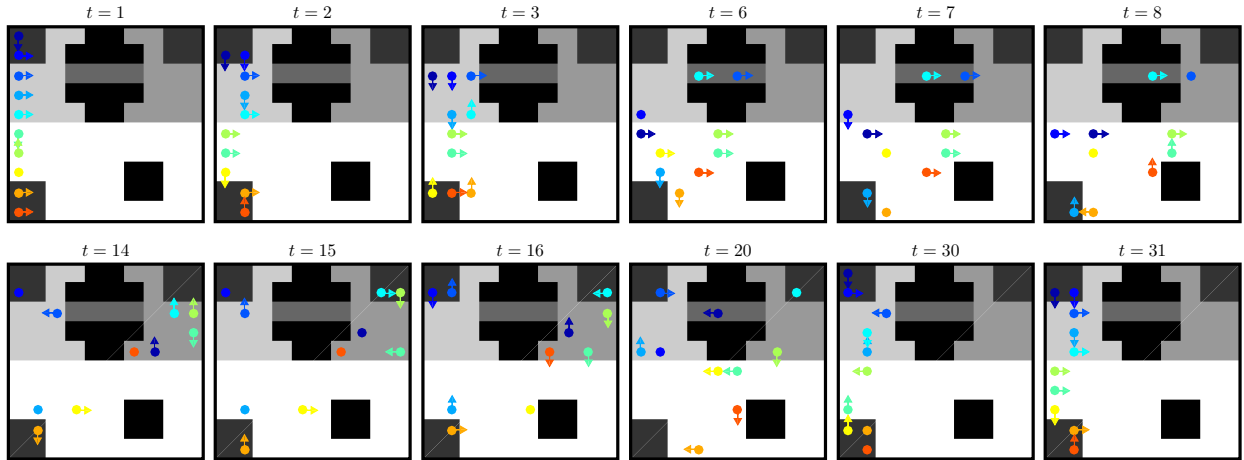 t = 1 t = 2 t = 3 t = 6 t = 7 t = 8
t = 14 t = 15 t = 16 t = 20 t = 30 t = 31